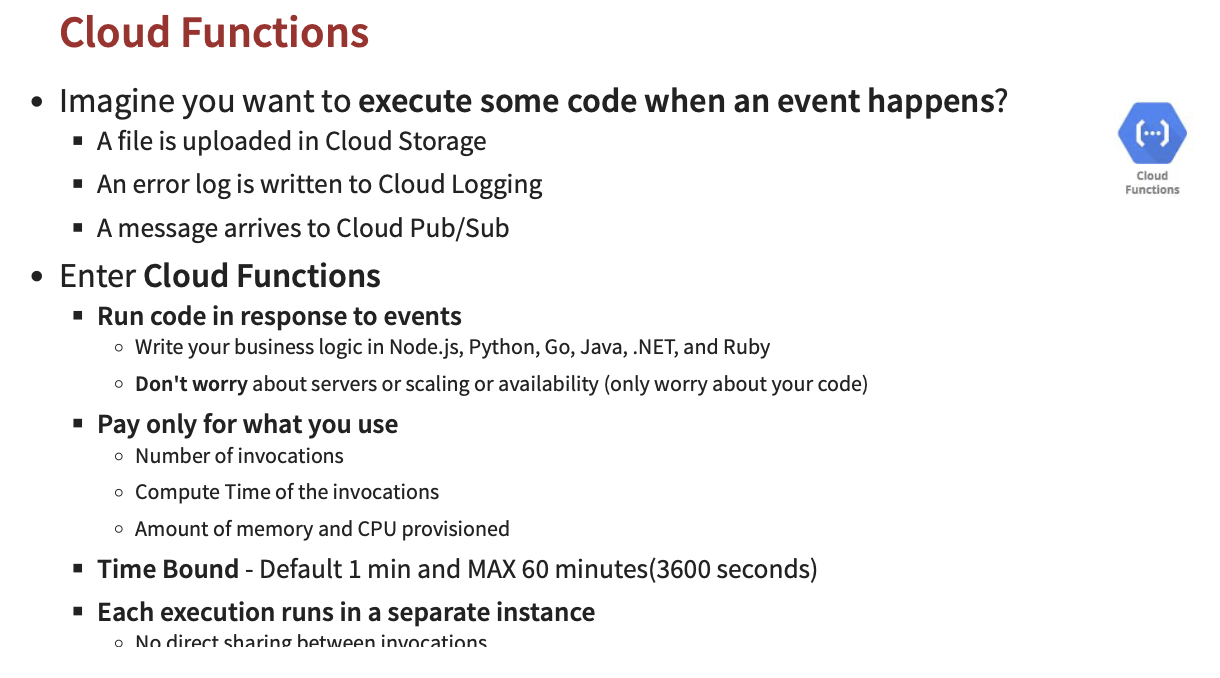 Cloud Functions
Imagine you want to execute some code when an event happens?
A file is uploaded in Cloud Storage
An error log is written to Cloud Logging
A message arrives to Cloud Pub/Sub
Cloud
Functions
Enter Cloud Functions
Run code in response to events
Write your business logic in Node.js, Python, Go, Java, .NET, and Ruby
Don't worry about servers or scaling or availability (only worry about your code)
Pay only for what you use
Number of invocations
Compute Time of the invocations
Amount of memory and CPU provisioned
Time Bound - Default 1 min and MAX 60 minutes(3600 seconds)
Each execution runs in a separate instance
No direct sharing between invocations